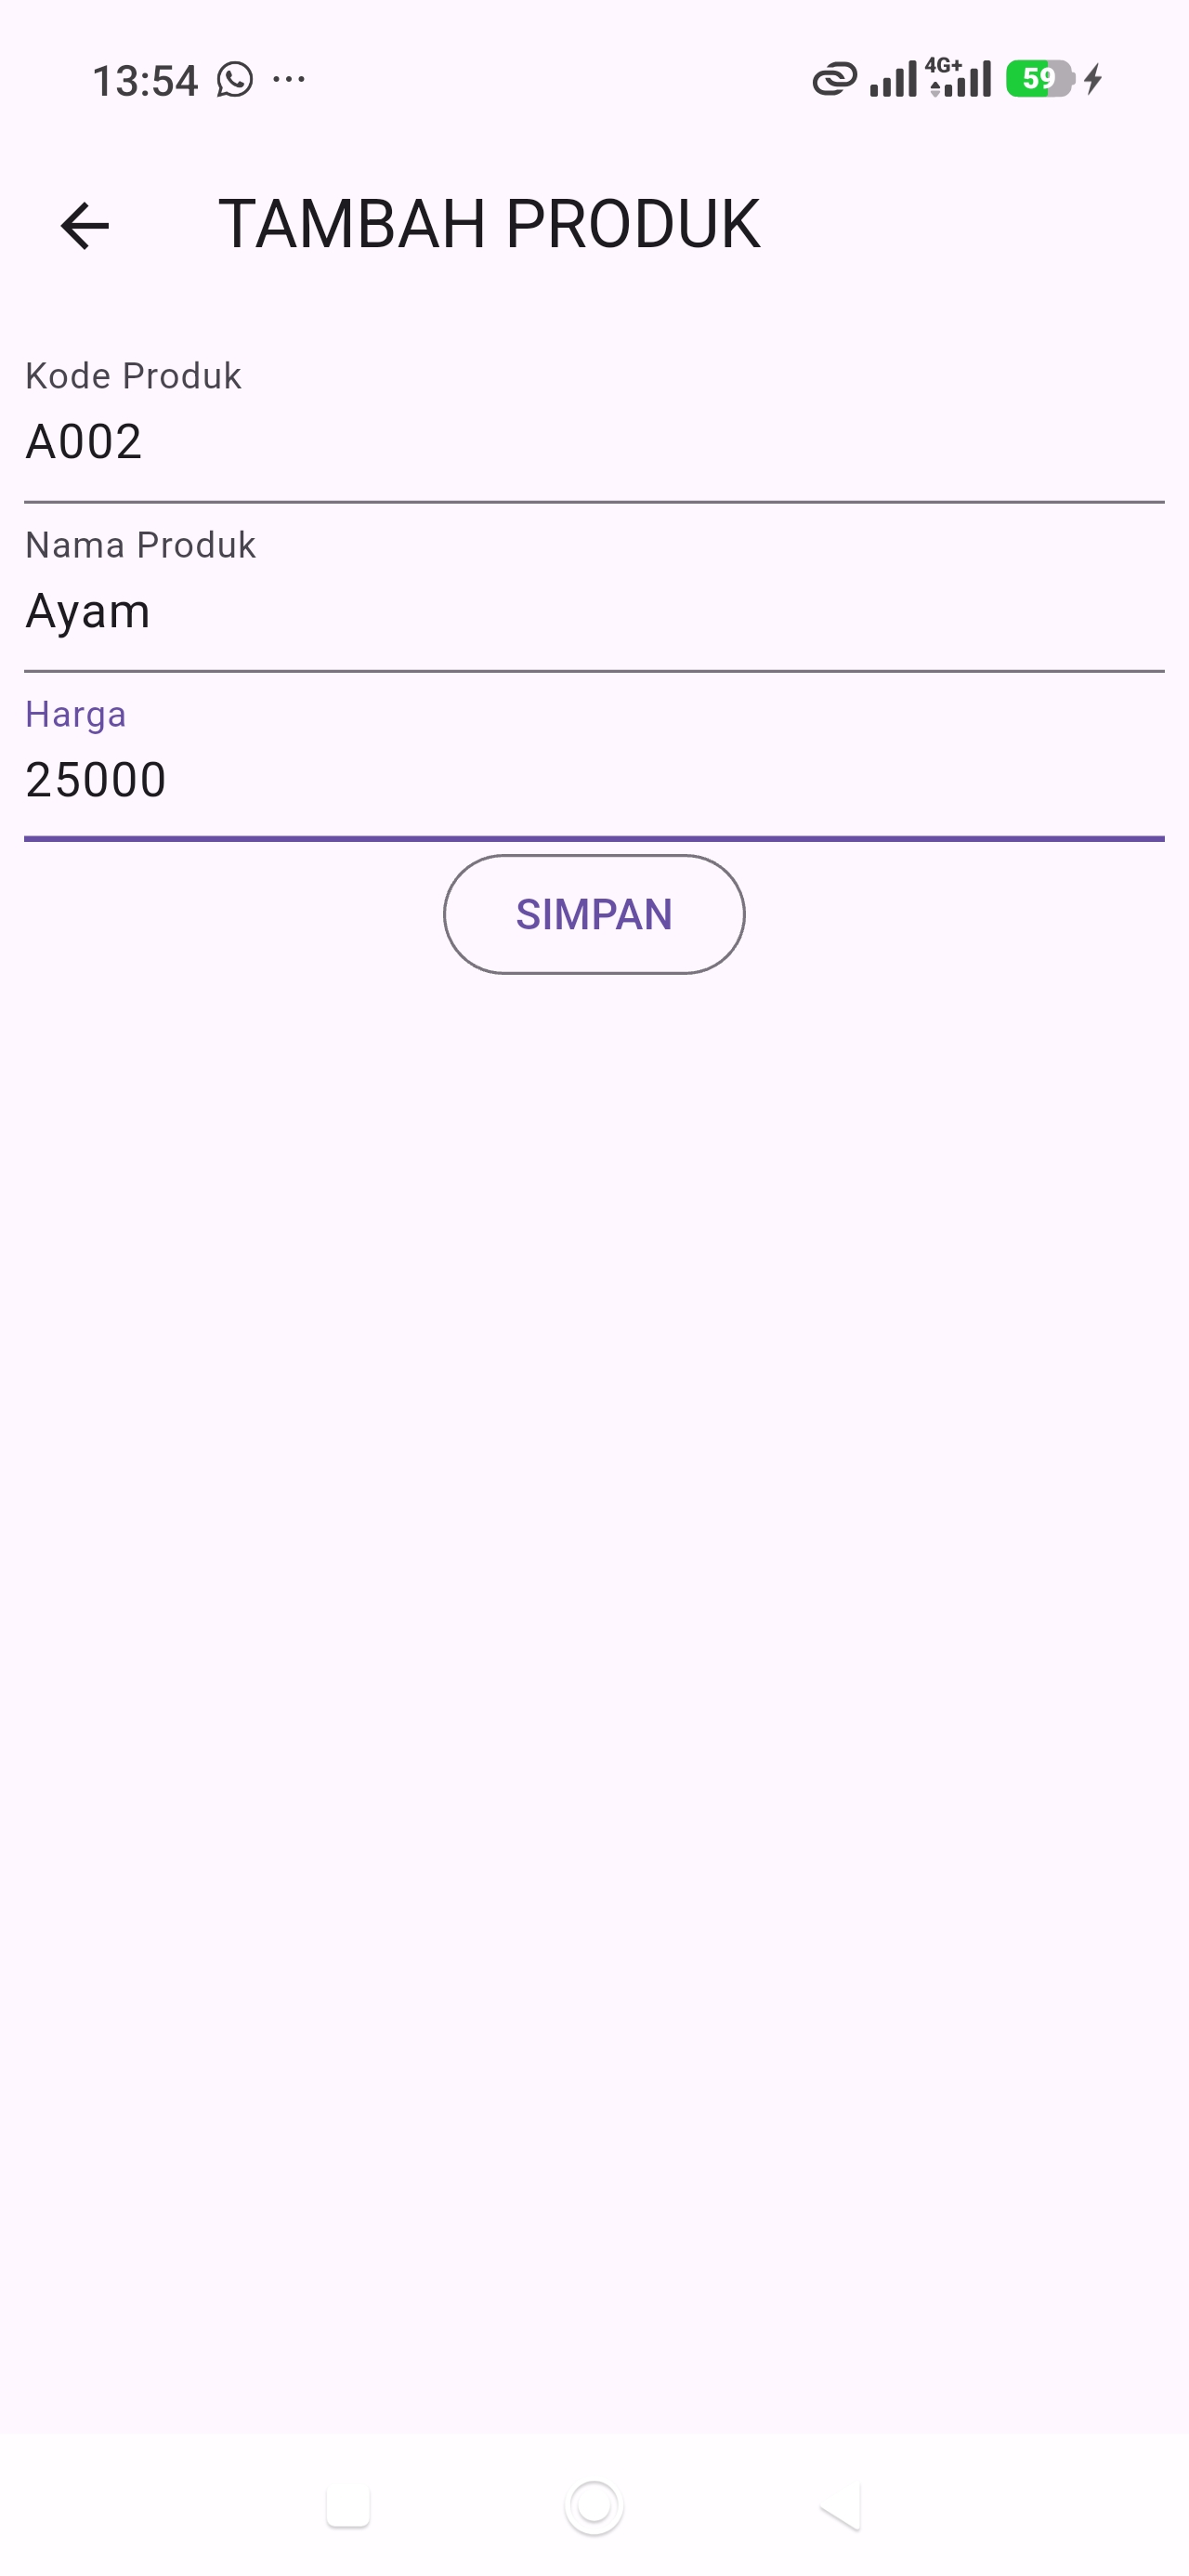 13:54 ...
4G+
59
TAMBAH PRODUK
Kode Produk
A002
Nama Produk
Ayam
Harga
25000
SIMPAN